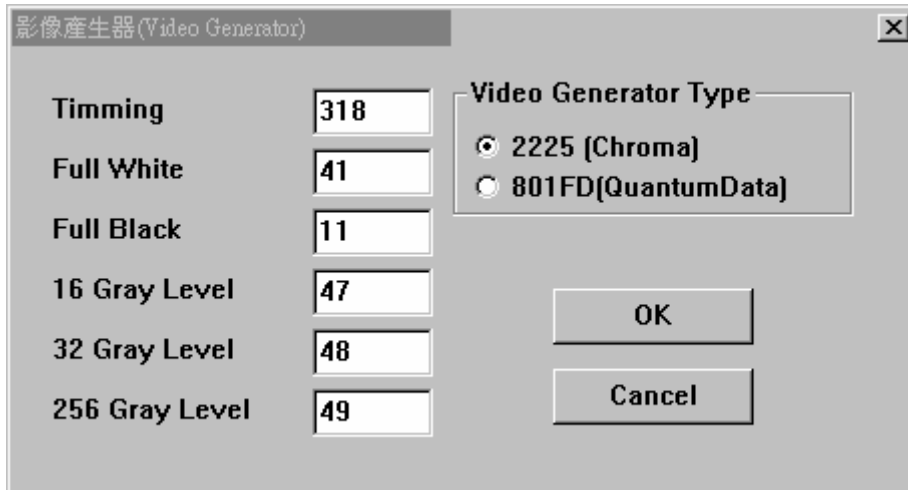 影像產生器(Video Generator)
Timming 318
Full White 41
Full Black 11
16 Gray Level 47
32 Gray Level 48
256 Gray Level 49
Video Generator Type
2225 (Chroma)
801FD(QuantumData)
OK
Cancel